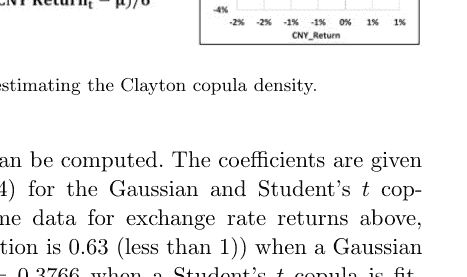 CNY Return_t − μ)/σ
-4%
-2% -2% -1% -1% 0% 1% 1%
CNY_Return
estimating the Clayton copula density.
an be computed. The coefficients are given
4) for the Gaussian and Student's t cop-
me data for exchange rate returns above,
tion is 0.63 (less than 1)) when a Gaussian
0.3766 when a Student's t copula is fit